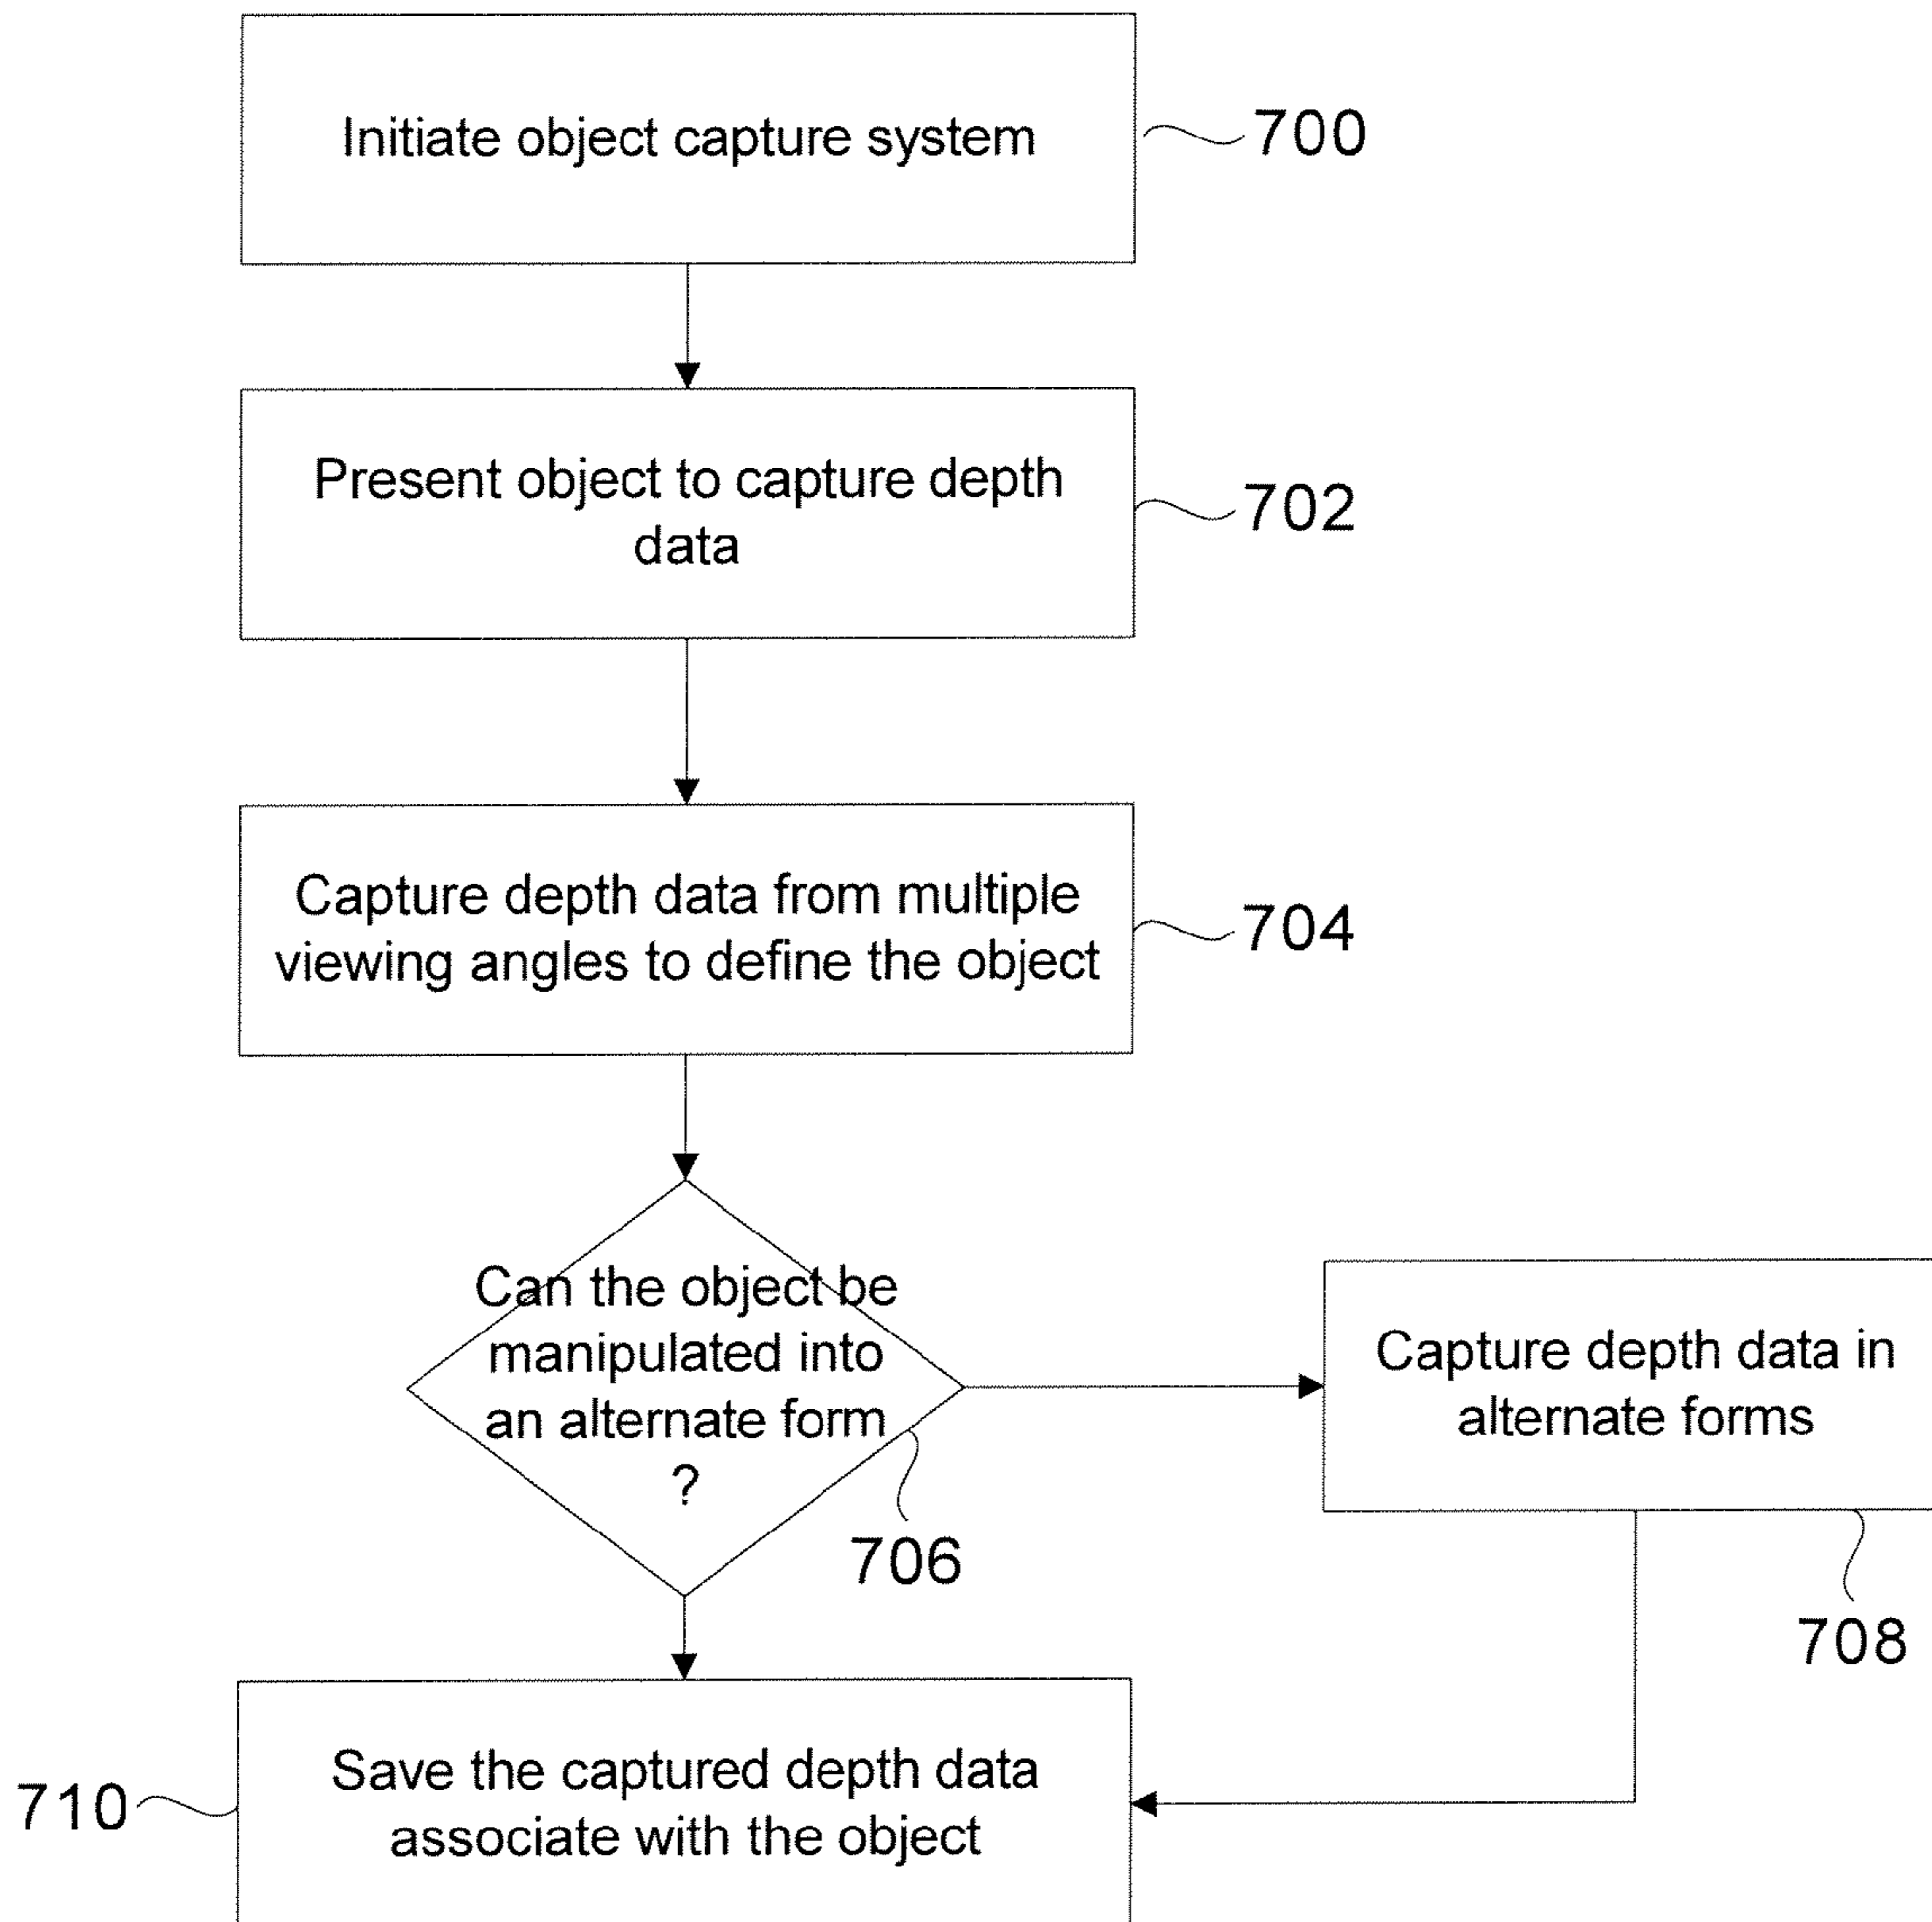 Initiate object capture system
700
Present object to capture depth
data
702
Capture depth data from multiple
viewing angles to define the object
704
Can the object be
manipulated into
an alternate form
?
706
Capture depth data in
alternate forms
708
Save the captured depth data
associate with the object
710